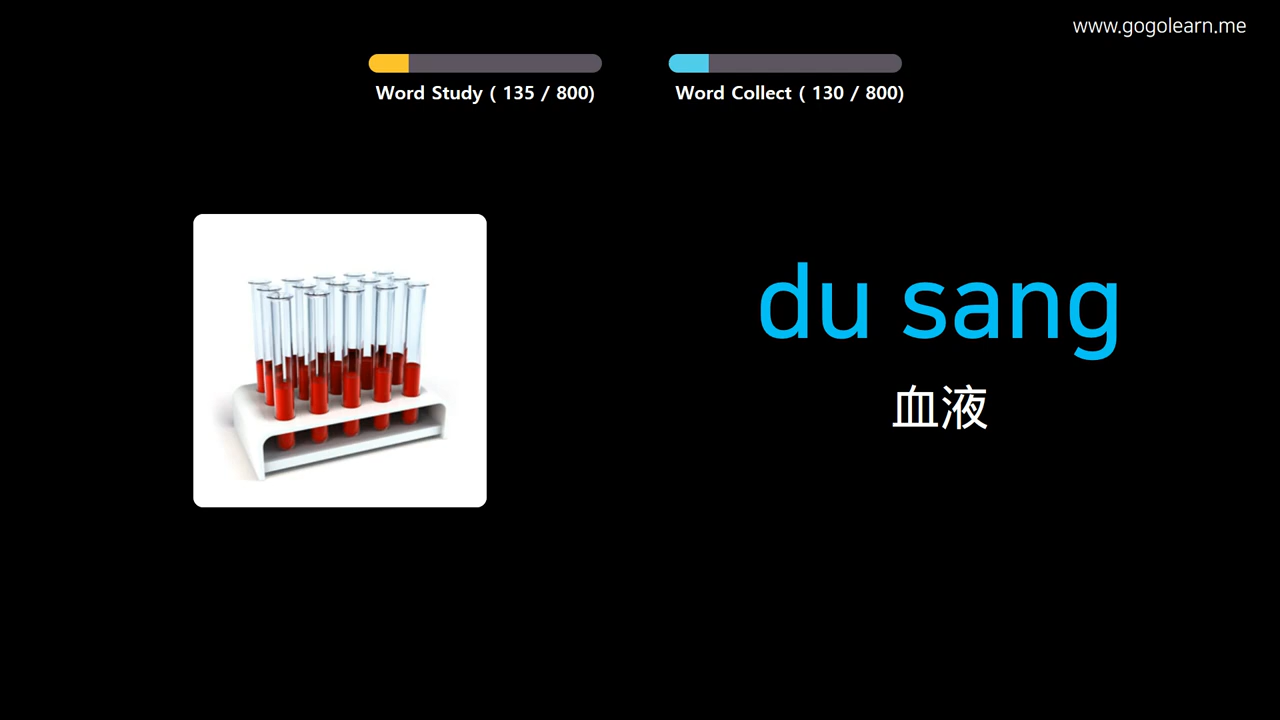 www.gogolearn.me
Word Study ( 135 / 800)
Word Collect ( 130 / 800)
du sang
血液